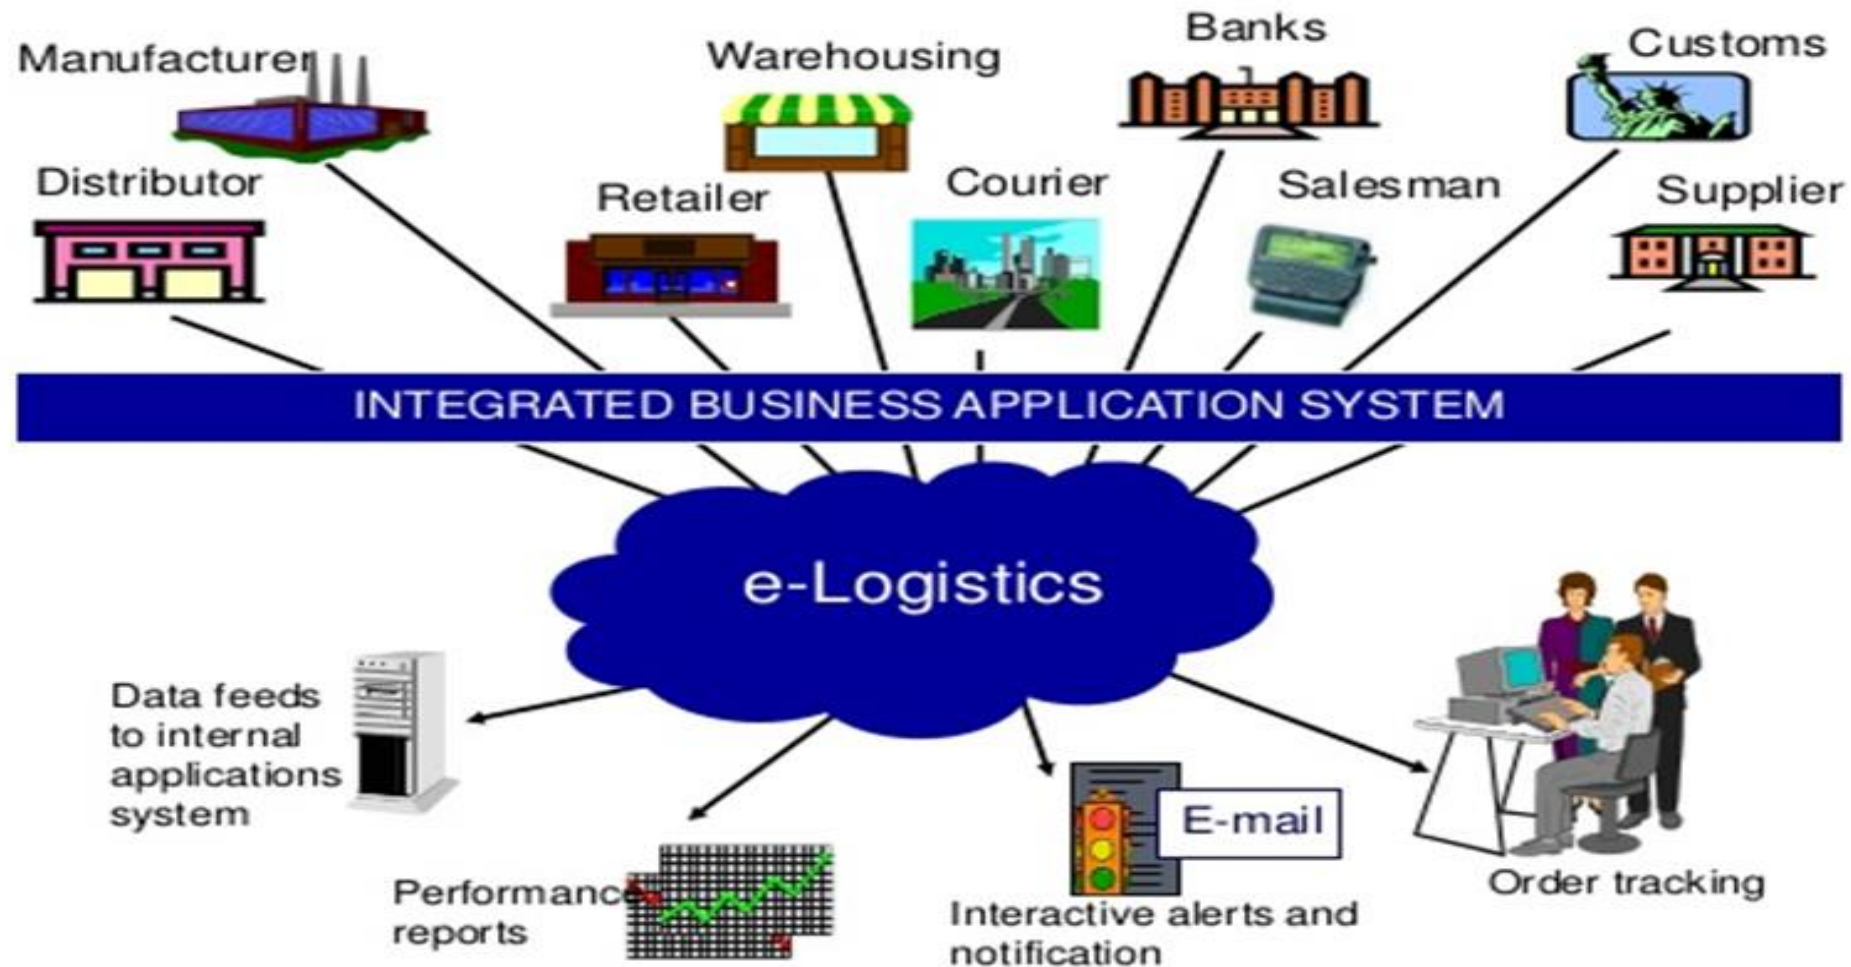 Manufacturer
Warehousing
Banks
Customs
Distributor
Retailer
Courier
Salesman
Supplier
INTEGRATED BUSINESS APPLICATION SYSTEM
e-Logistics
Data feeds
to internal
applications
system
Performance
reports
E-mail
Interactive alerts and
notification
Order tracking